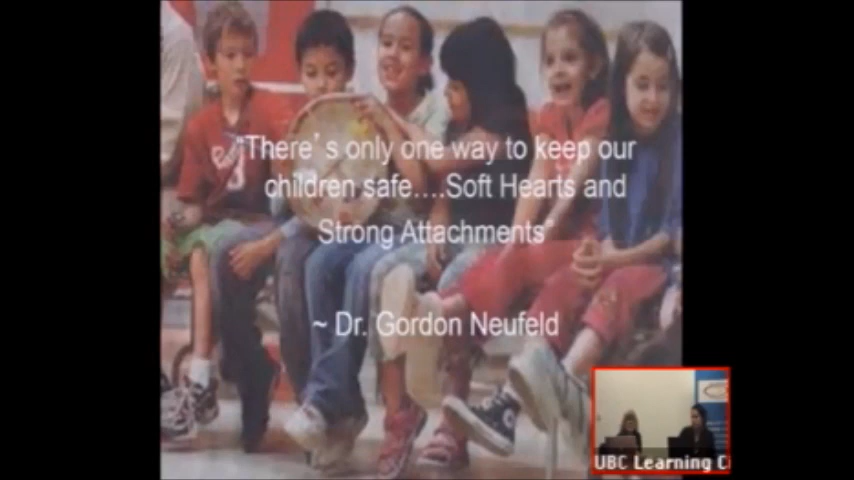 “There’s only one way to keep our
children safe….Soft Hearts and
Strong Attachments”
~ Dr. Gordon Neufeld
UBC Learning Ci